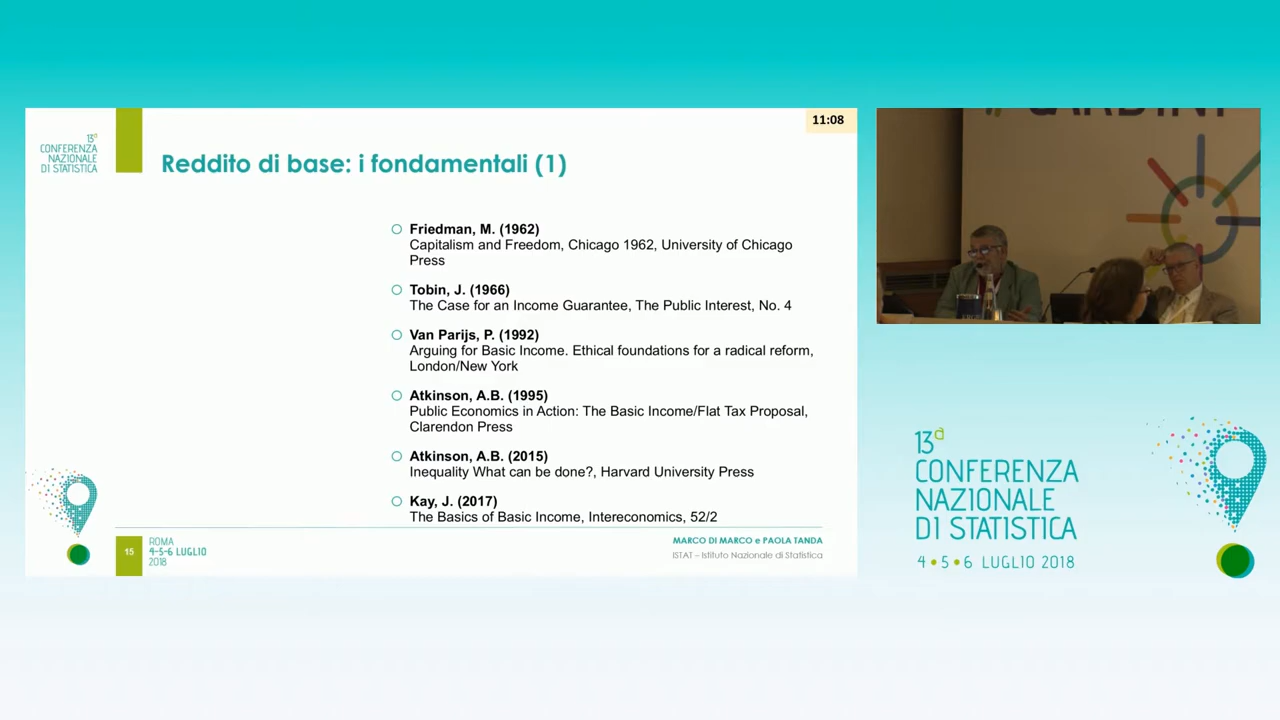 11:08
13ª
CONFERENZA
NAZIONALE
DI STATISTICA
Reddito di base: i fondamentali (1)
Friedman, M. (1962)
Capitalism and Freedom, Chicago 1962, University of Chicago
Press
Tobin, J. (1966)
The Case for an Income Guarantee, The Public Interest, No. 4
Van Parijs, P. (1992)
Arguing for Basic Income. Ethical foundations for a radical reform,
London/New York
Atkinson, A.B. (1995)
Public Economics in Action: The Basic Income/Flat Tax Proposal,
Clarendon Press
Atkinson, A.B. (2015)
Inequality What can be done?, Harvard University Press
Kay, J. (2017)
The Basics of Basic Income, Intereconomics, 52/2
15
ROMA
4-5-6 LUGLIO
2018
MARCO DI MARCO e PAOLA TANDA
ISTAT – Istituto Nazionale di Statistica
13ª
CONFERENZA
NAZIONALE
DI STATISTICA
4 • 5 • 6 LUGLIO 2018